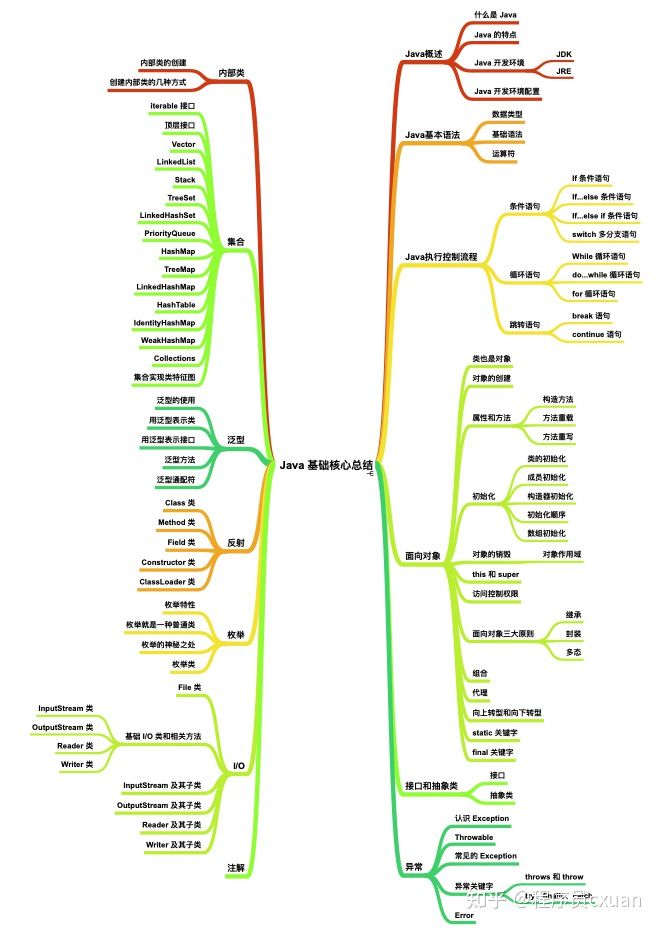 Java 基础核心总结
Java概述
什么是 Java
Java 的特点
Java 开发环境
JDK
JRE
Java 开发环境配置
Java基本语法
数据类型
基础语法
运算符
Java执行控制流程
条件语句
If 条件语句
If...else 条件语句
If...else if 条件语句
switch 多分支语句
循环语句
While 循环语句
do...while 循环语句
for 循环语句
跳转语句
break 语句
continue 语句
面向对象
类也是对象
对象的创建
属性和方法
构造方法
方法重载
方法重写
初始化
类的初始化
成员初始化
构造器初始化
初始化顺序
数组初始化
对象的销毁
对象作用域
this 和 super
访问控制权限
面向对象三大原则
继承
封装
多态
组合
代理
向上转型和向下转型
static 关键字
final 关键字
接口和抽象类
接口
抽象类
异常
认识 Exception
Throwable
常见的 Exception
异常关键字
throws 和 throw
Error
内部类
内部类的创建
创建内部类的几种方式
集合
iterable 接口
顶层接口
Vector
LinkedList
Stack
TreeSet
LinkedHashSet
PriorityQueue
HashMap
TreeMap
LinkedHashMap
HashTable
IdentityHashMap
WeakHashMap
Collections
集合实现类特征图
泛型
泛型的使用
用泛型表示类
用泛型表示接口
泛型方法
泛型通配符
反射
Class 类
Method 类
Field 类
Constructor 类
ClassLoader 类
枚举
枚举特性
枚举就是一种普通类
枚举的神秘之处
枚举类
I/O
File 类
基础 I/O 类和相关方法
InputStream 类
OutputStream 类
Reader 类
Writer 类
InputStream 及其子类
OutputStream 及其子类
Reader 及其子类
Writer 及其子类
注解
知乎 @程序员cxuan